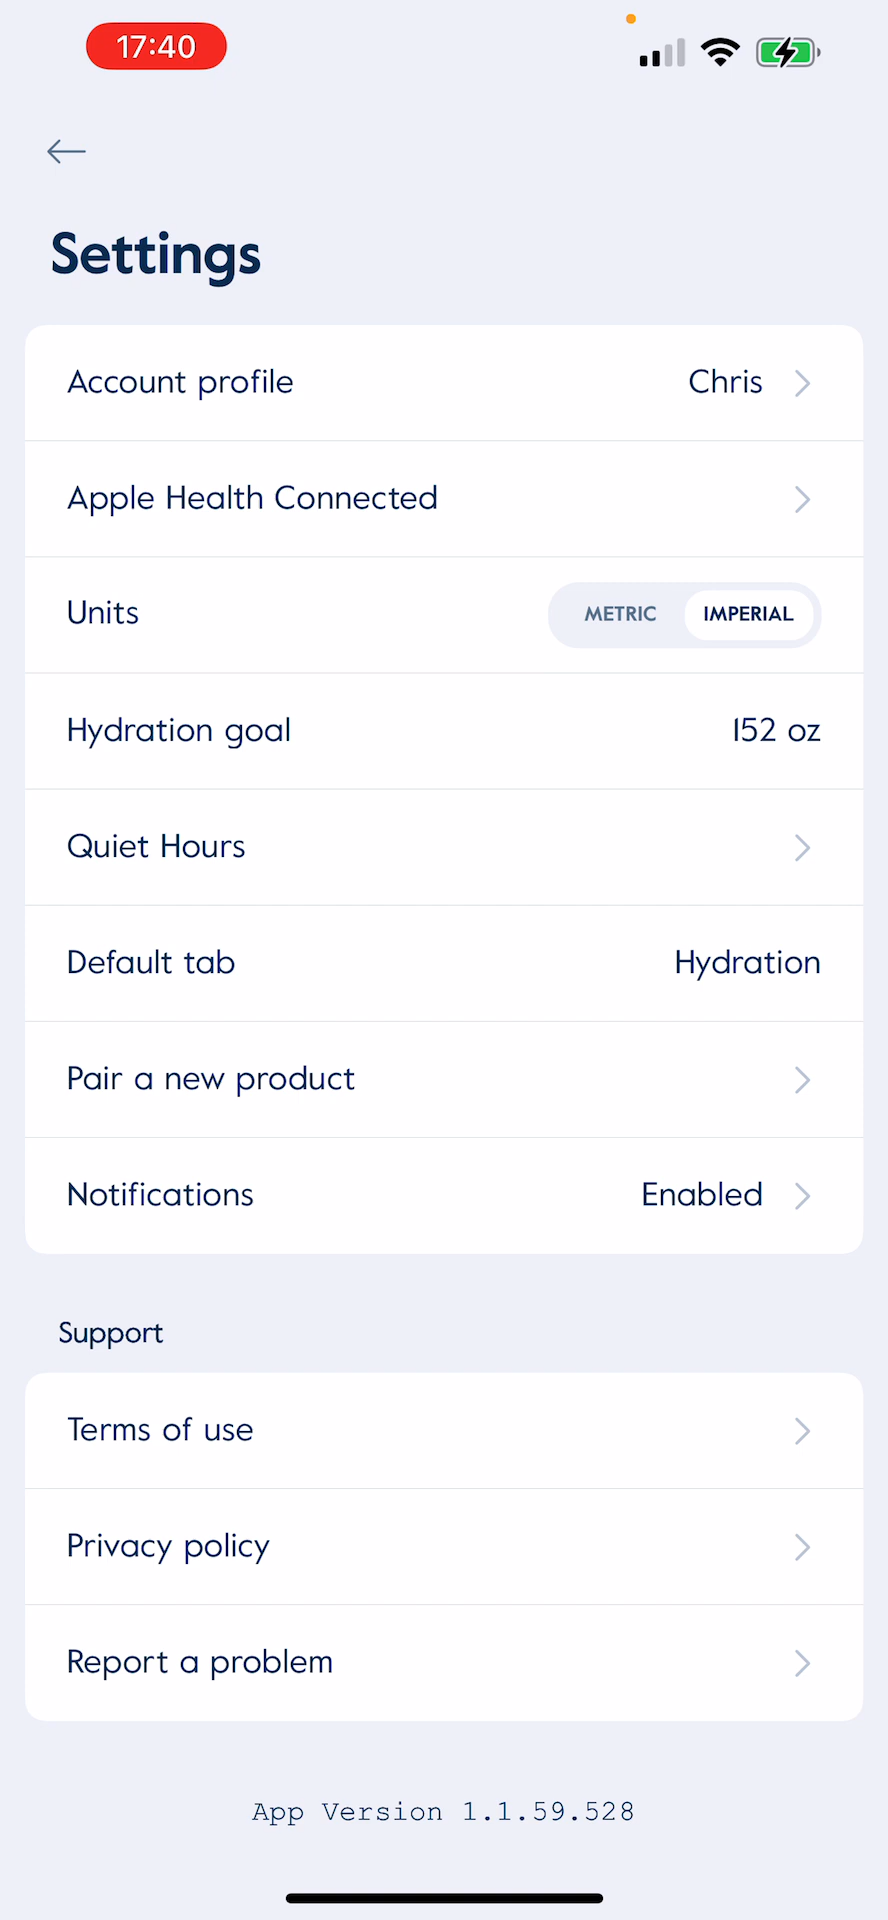 17:40
Settings
Account profile Chris
Apple Health Connected
Units METRIC IMPERIAL
Hydration goal 152 oz
Quiet Hours
Default tab Hydration
Pair a new product
Notifications Enabled
Support
Terms of use
Privacy policy
Report a problem
App Version 1.1.59.528